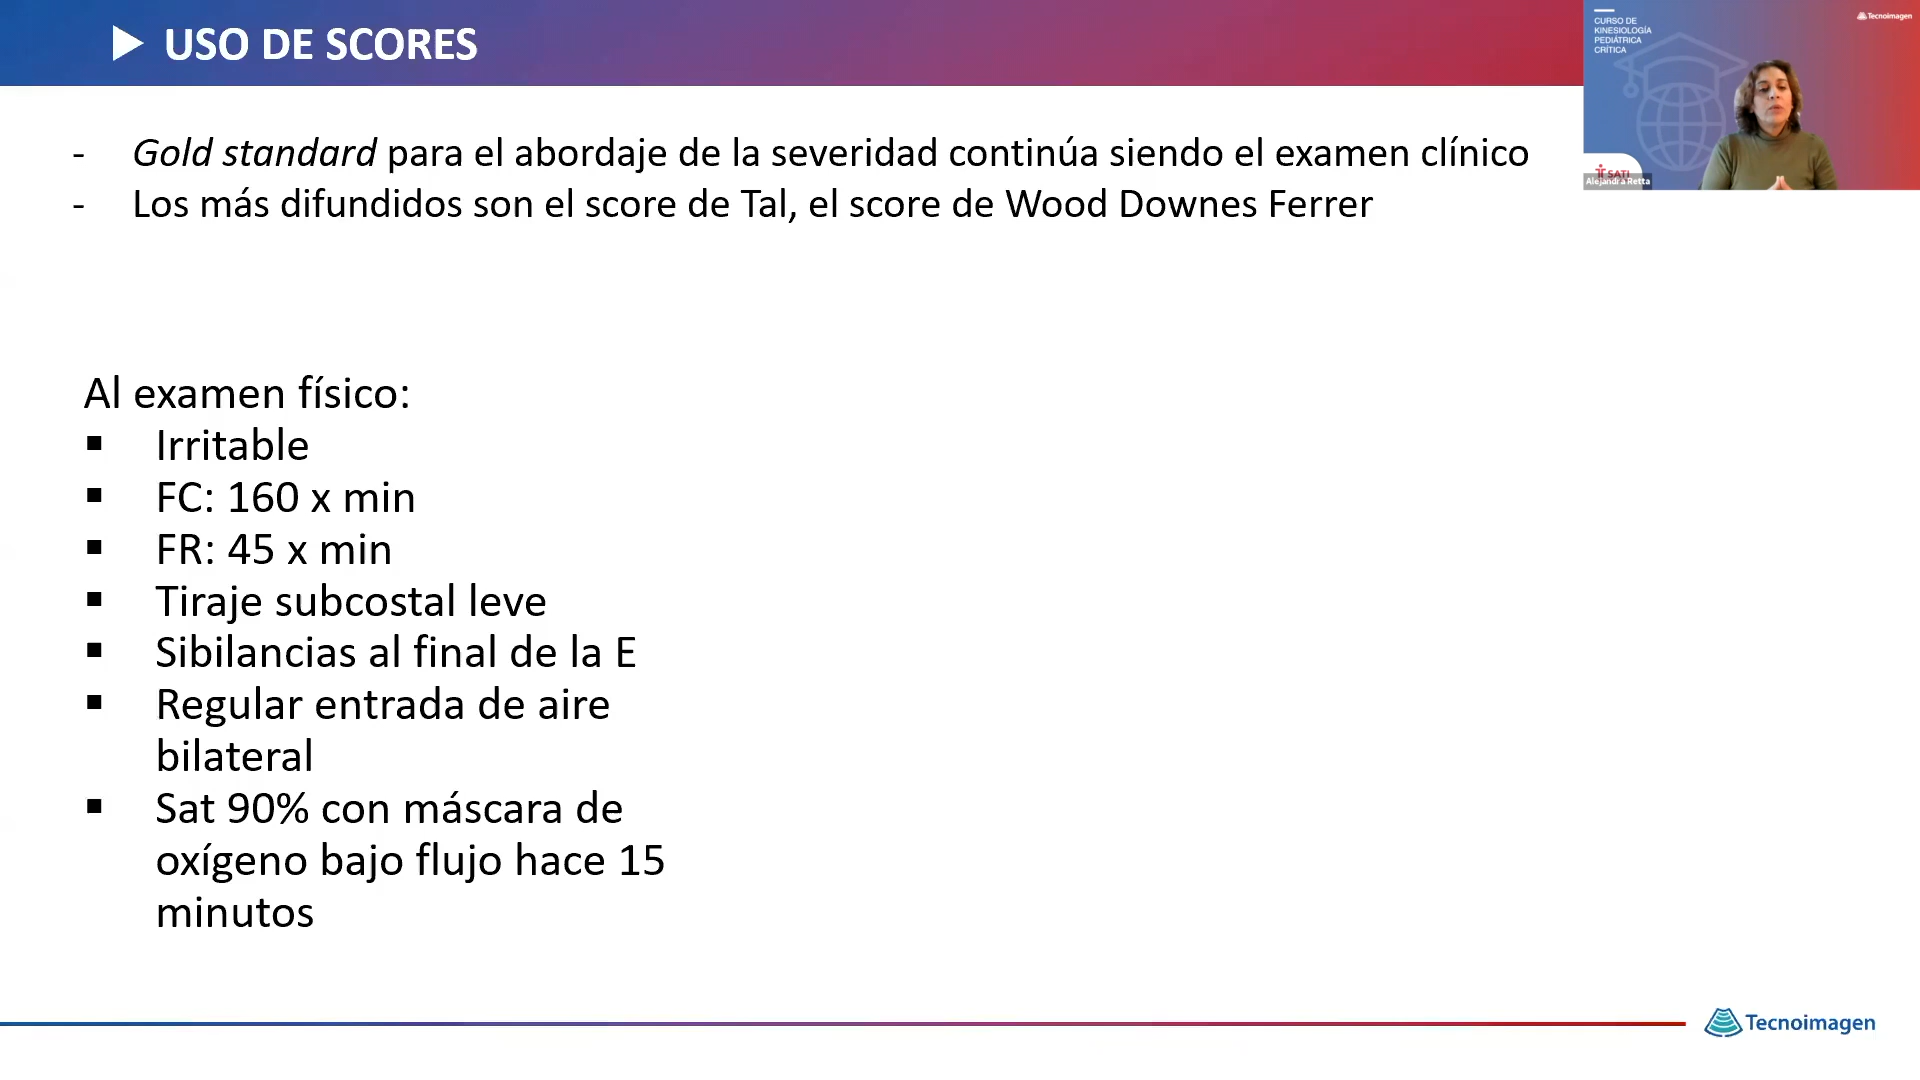 USO DE SCORES
CURSO DE
KINESIOLOGÍA
PEDIÁTRICA
CRÍTICA
Tecnoimagen
SATI
Alejandra Retta
- Gold standard para el abordaje de la severidad continúa siendo el examen clínico
- Los más difundidos son el score de Tal, el score de Wood Downes Ferrer
Al examen físico:
▪ Irritable
▪ FC: 160 x min
▪ FR: 45 x min
▪ Tiraje subcostal leve
▪ Sibilancias al final de la E
▪ Regular entrada de aire
bilateral
▪ Sat 90% con máscara de
oxígeno bajo flujo hace 15
minutos
Tecnoimagen